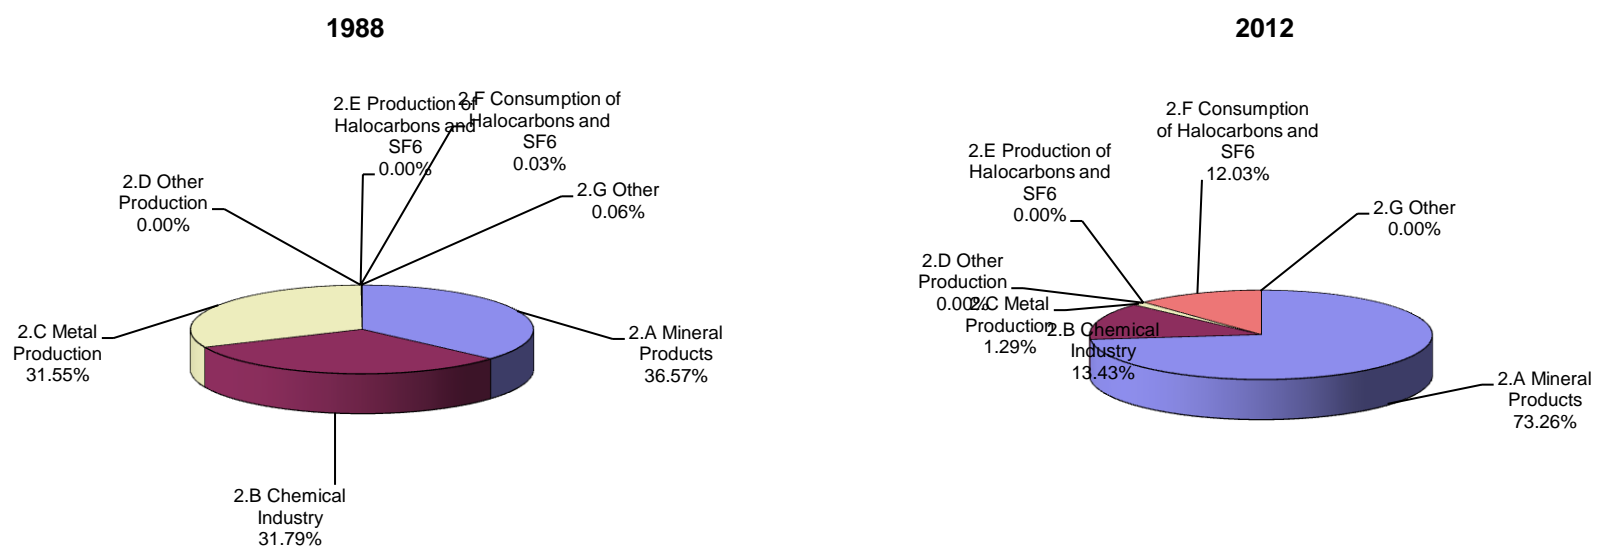 1988
2.E Production of
Halocarbons and
SF6
0.00%
2.F Consumption of
Halocarbons and
SF6
0.03%
2.D Other
Production
0.00%
2.G Other
0.06%
2.C Metal
Production
31.55%
2.A Mineral
Products
36.57%
2.B Chemical
Industry
31.79%
2012
2.F Consumption
of Halocarbons and
SF6
12.03%
2.E Production of
Halocarbons and
SF6
0.00%
2.G Other
0.00%
2.D Other
Production
0.00%
2.C Metal
Production
1.29%
2.B Chemical
Industry
13.43%
2.A Mineral
Products
73.26%